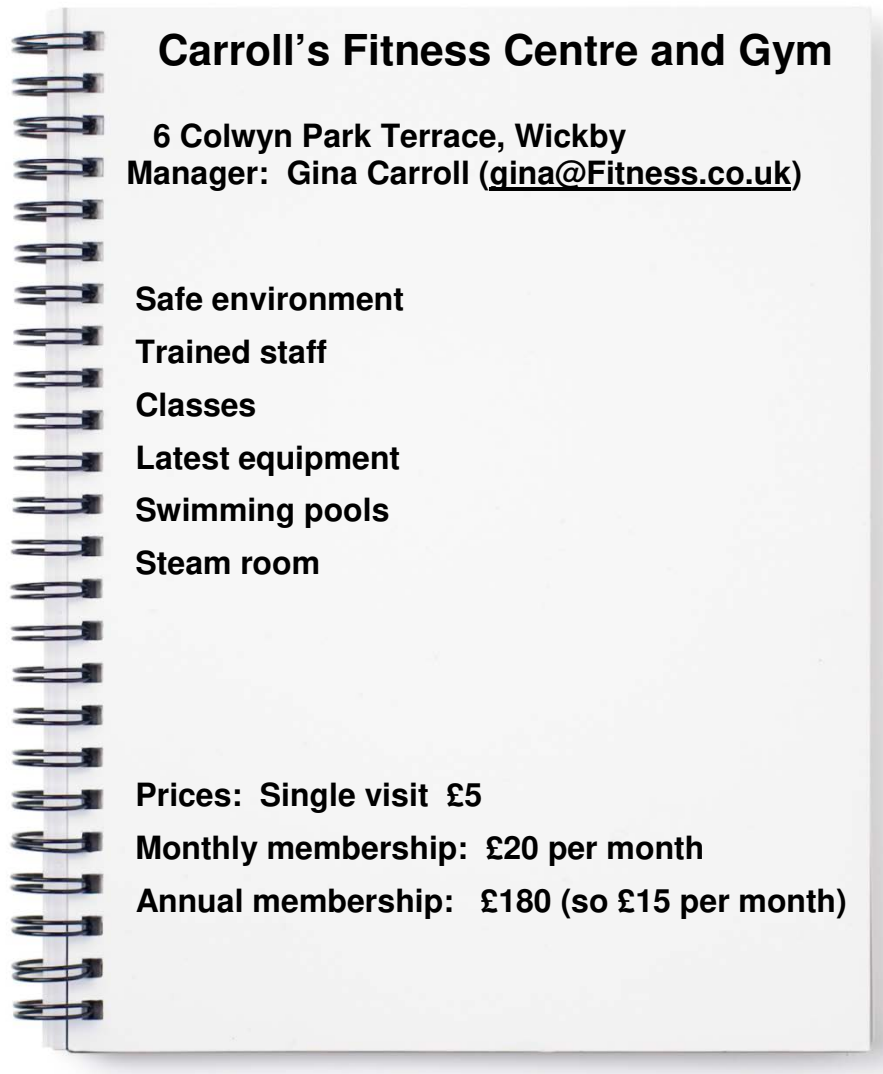 Carroll's Fitness Centre and Gym
6 Colwyn Park Terrace, Wickby
Manager: Gina Carroll (gina@Fitness.co.uk)
Safe environment
Trained staff
Classes
Latest equipment
Swimming pools
Steam room
Prices: Single visit £5
Monthly membership: £20 per month
Annual membership: £180 (so £15 per month)